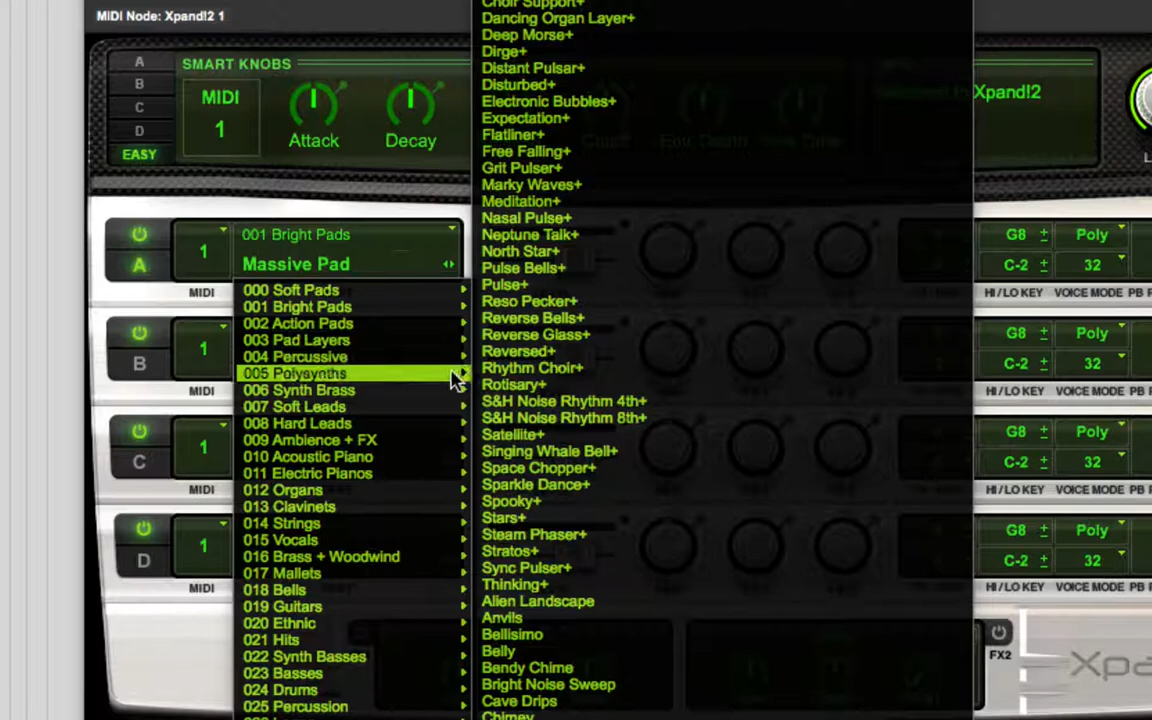 MIDI Node: Xpand!2 1
A
B
C
D
EASY
SMART KNOBS
MIDI
1
Attack
Decay
Xpand!2
A
1
MIDI
001 Bright Pads
Massive Pad
000 Soft Pads
001 Bright Pads
002 Action Pads
003 Pad Layers
004 Percussive
005 Polysynths
006 Synth Brass
007 Soft Leads
008 Hard Leads
009 Ambience + FX
010 Acoustic Piano
011 Electric Pianos
012 Organs
013 Clavinets
014 Strings
015 Vocals
016 Brass + Woodwind
017 Mallets
018 Bells
019 Guitars
020 Ethnic
021 Hits
022 Synth Basses
023 Basses
024 Drums
025 Percussion
Choir Support+
Dancing Organ Layer+
Deep Morse+
Dirge+
Distant Pulsar+
Disturbed+
Electronic Bubbles+
Expectation+
Flatliner+
Free Falling+
Grit Pulser+
Marky Waves+
Meditation+
Nasal Pulse+
Neptune Talk+
North Star+
Pulse Bells+
Pulse+
Reso Pecker+
Reverse Bells+
Reverse Glass+
Reversed+
Rhythm Choir+
Rotisary+
S&H Noise Rhythm 4th+
S&H Noise Rhythm 8th+
Satellite+
Singing Whale Bell+
Space Chopper+
Sparkle Dance+
Spooky+
Stars+
Steam Phaser+
Stratos+
Sync Pulser+
Thinking+
Alien Landscape
Anvils
Bellisimo
Belly
Bendy Chime
Bright Noise Sweep
Cave Drips
Chimey
G8 ± Poly
C-2 ± 32
HI / LO KEY VOICE MODE PB
B
1
MIDI
G8 ± Poly
C-2 ± 32
HI / LO KEY VOICE MODE PB
C
1
MIDI
G8 ± Poly
C-2 ± 32
HI / LO KEY VOICE MODE PB
D
1
MIDI
G8 ± Poly
C-2 ± 32
HI / LO KEY VOICE MODE PB
FX2